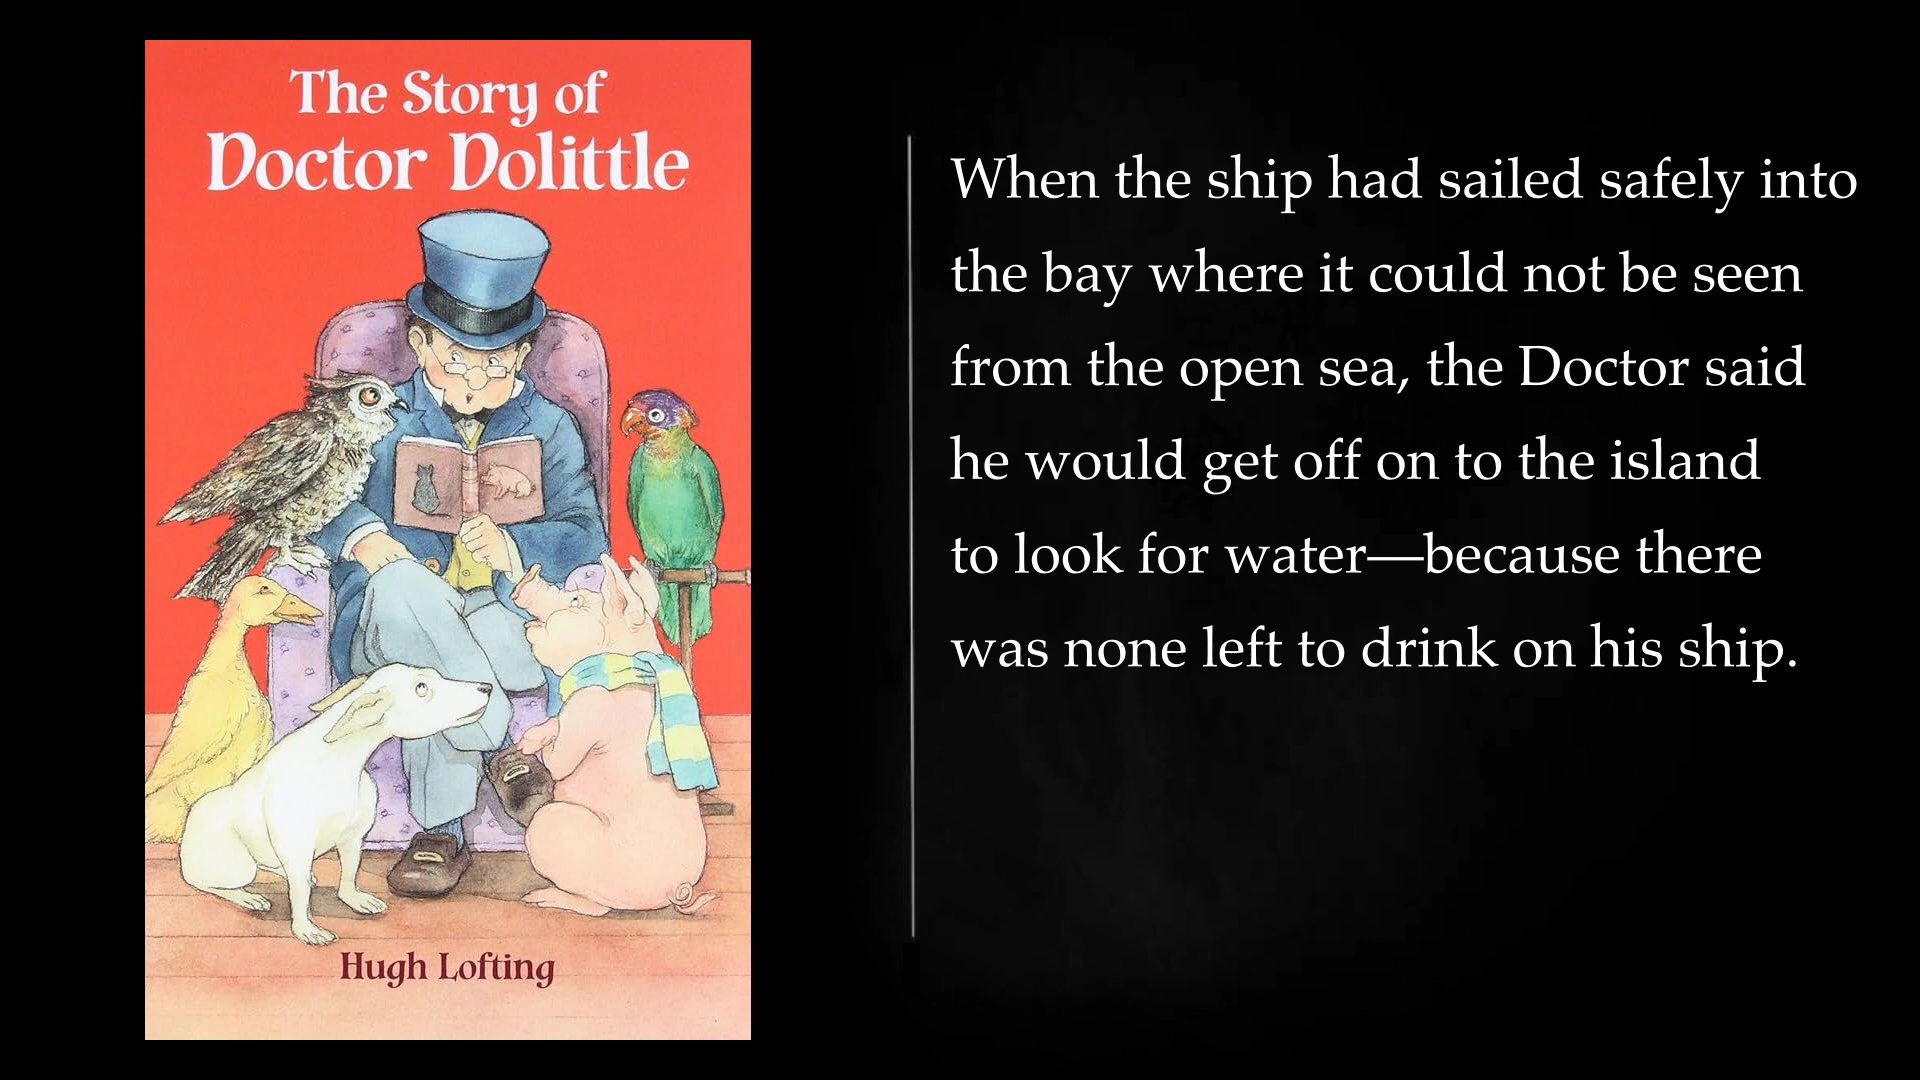 The Story of
Doctor Dolittle
Hugh Lofting
When the ship had sailed safely into
the bay where it could not be seen
from the open sea, the Doctor said
he would get off on to the island
to look for water—because there
was none left to drink on his ship.